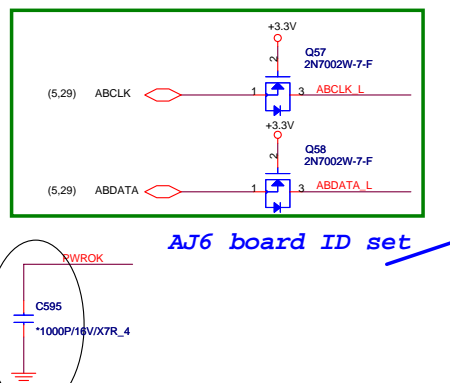 +3.3V
Q57
2N7002W-7-F
2
(5,29) ABCLK 1 3 ABCLK_L
+3.3V
Q58
2N7002W-7-F
2
(5,29) ABDATA 1 3 ABDATA_L
AJ6 board ID set
PWROK
C595
*1000P/16V/X7R_4